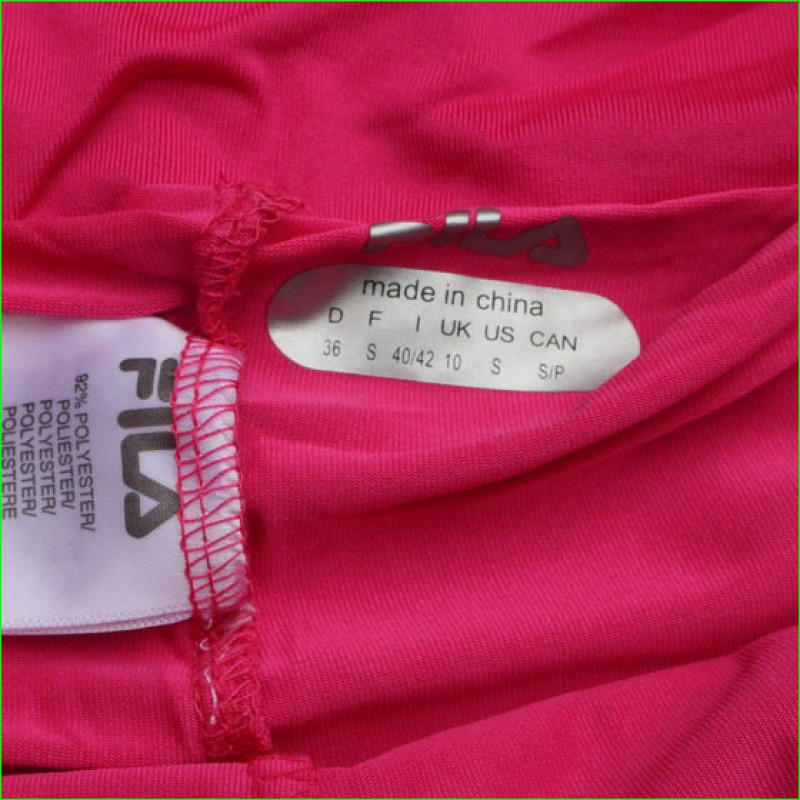 FILA
made in china
D F I UK US CAN
36 S 40/42 10 S S/P
FILA
92% POLYESTER/
POLIESTER/
POLYESTER/
POLYESTER/
POLIESTERE